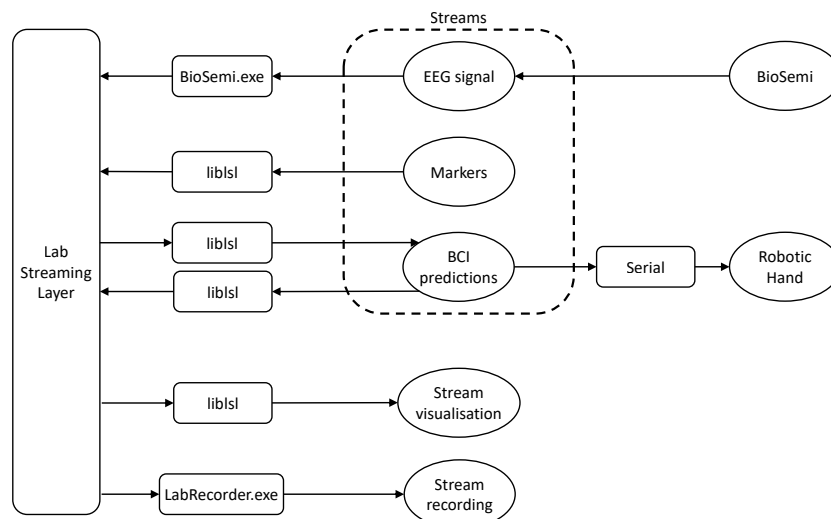 Streams
BioSemi.exe
EEG signal
BioSemi
liblsl
Markers
Lab
Streaming
Layer
liblsl
liblsl
BCI
predictions
Serial
Robotic
Hand
liblsl
Stream
visualisation
LabRecorder.exe
Stream
recording